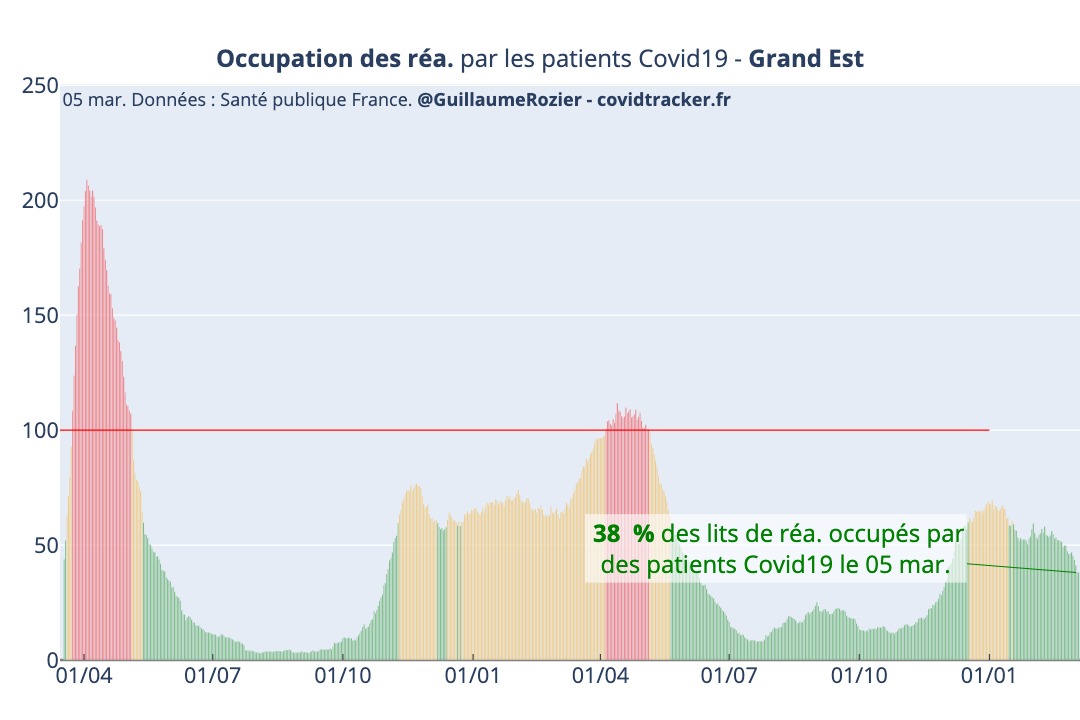 Occupation des réa. par les patients Covid19 - Grand Est
05 mar. Données : Santé publique France. @GuillaumeRozier - covidtracker.fr
250
200
150
100
50
0
38 % des lits de réa. occupés par
des patients Covid19 le 05 mar.
01/04 01/07 01/10 01/01 01/04 01/07 01/10 01/01